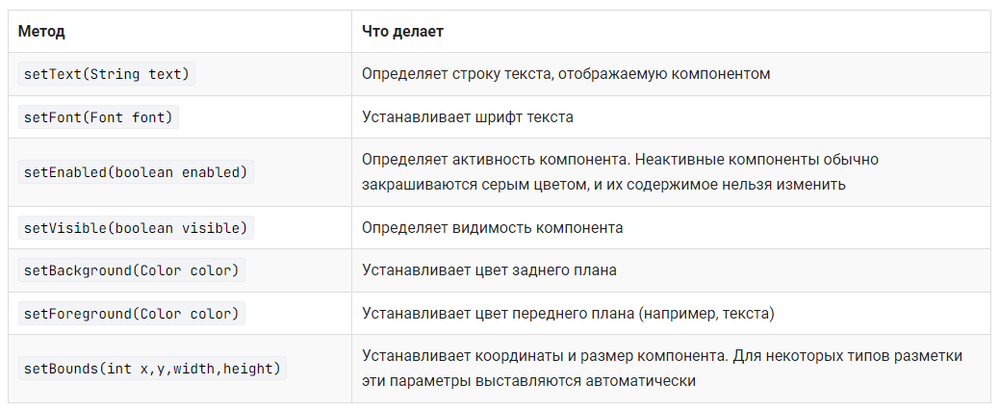 Метод Что делает
setText(String text) Определяет строку текста, отображаемую компонентом
setFont(Font font) Устанавливает шрифт текста
setEnabled(boolean enabled) Определяет активность компонента. Неактивные компоненты обычно
закрашиваются серым цветом, и их содержимое нельзя изменить
setVisible(boolean visible) Определяет видимость компонента
setBackground(Color color) Устанавливает цвет заднего плана
setForeground(Color color) Устанавливает цвет переднего плана (например, текста)
setBounds(int x,y,width,height) Устанавливает координаты и размер компонента. Для некоторых типов разметки
эти параметры выставляются автоматически